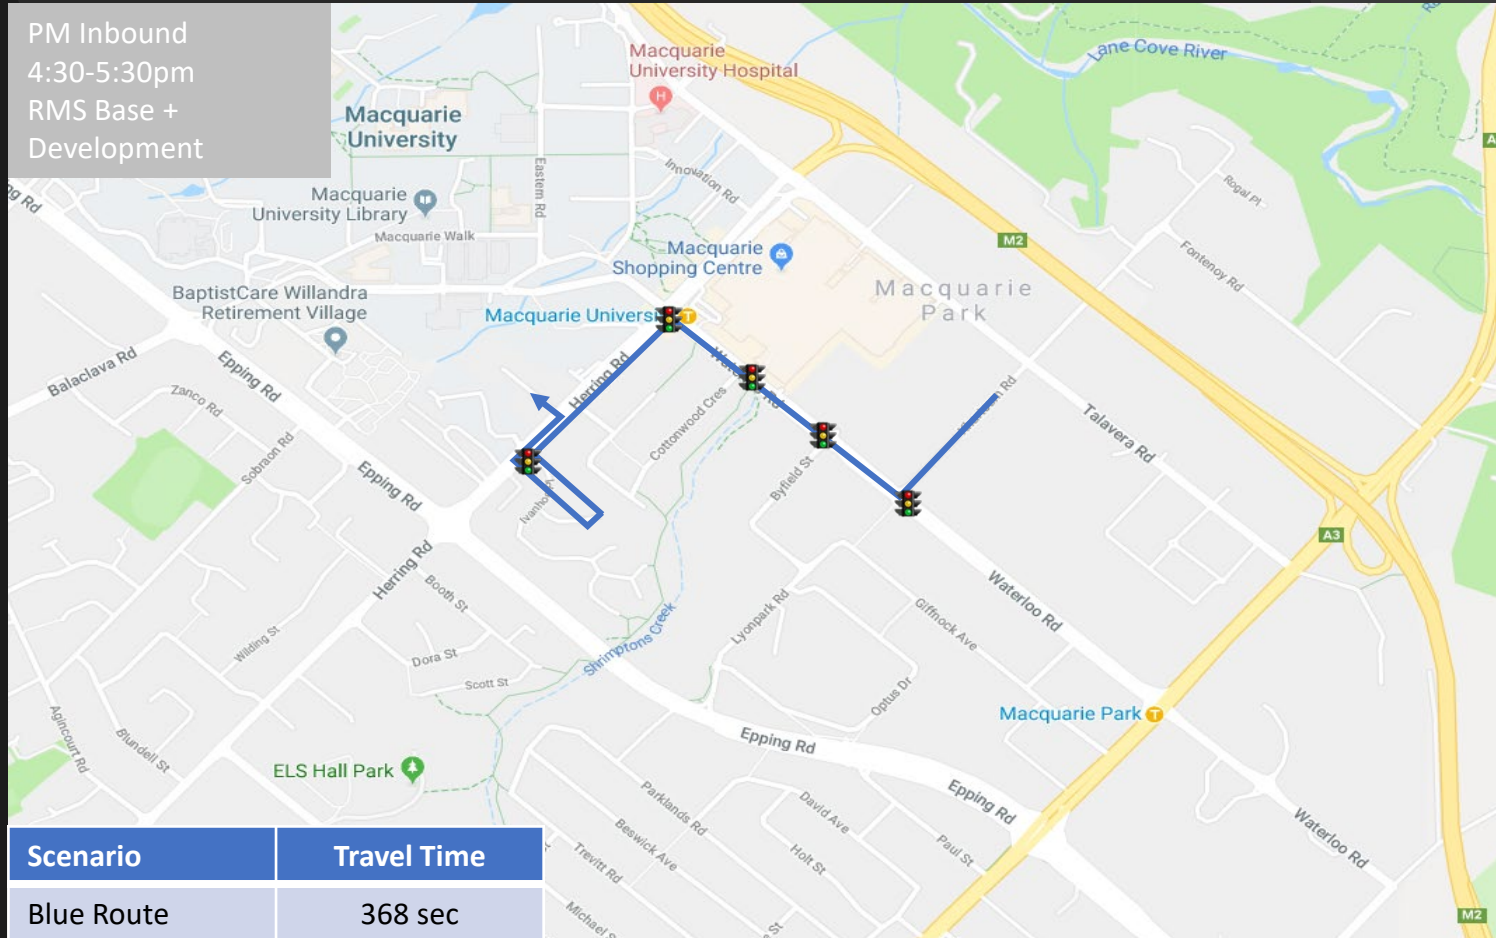 PM Inbound
4:30-5:30pm
RMS Base +
Development
Macquarie
University Hospital
Lane Cove River
Macquarie
University
Eastern Rd
Innovation Rd
Rogal Pl
Macquarie
University Library
Macquarie Walk
M2
Fontenoy Rd
Macquarie
Shopping Centre
BaptistCare Willandra
Retirement Village
Macquarie
Park
Macquarie Universi
T
Balaclava Rd
Epping Rd
Zanco Rd
Herring Rd
Cottonwood Cres
Talavera Rd
Sobraon Rd
Epping Rd
Byfield St
A3
Herring Rd
Booth St
Waterloo Rd
Giffnock Ave
Lyonpark Rd
Wilding St
Shrimptons Creek
Dora St
Scott St
Optus Dr
Macquarie Park
T
Agincourt Rd
Blundell St
Epping Rd
ELS Hall Park
Parklands Rd
David Ave
Epping Rd
Waterloo Rd
Beswick Ave
Trevitt Rd
Holt St
Paul St
Michael
M2
Scenario
Travel Time
Blue Route
368 sec